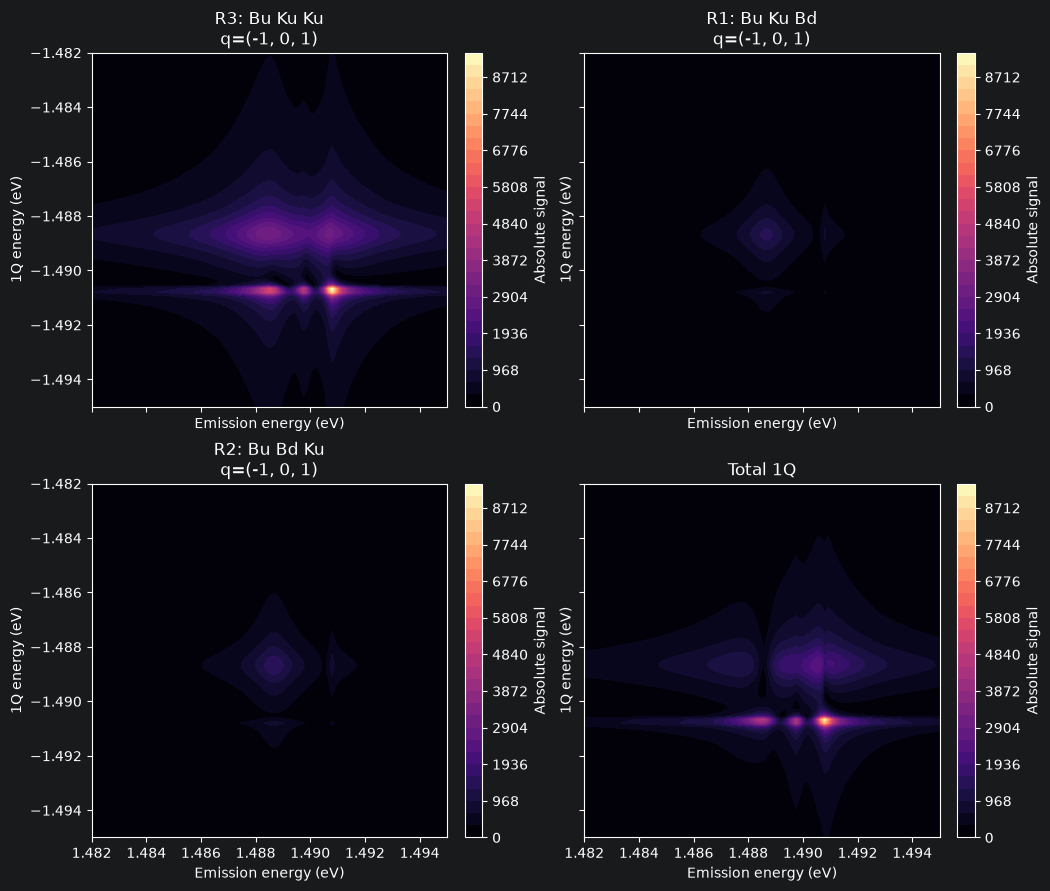 R3: Bu Ku Ku
q=(-1, 0, 1)
−1.482
−1.484
−1.486
−1.488
−1.490
−1.492
−1.494
1Q energy (eV)
Emission energy (eV)
8712
7744
6776
5808
4840
3872
2904
1936
968
0
Absolute signal
R1: Bu Ku Bd
q=(-1, 0, 1)
1Q energy (eV)
Emission energy (eV)
8712
7744
6776
5808
4840
3872
2904
1936
968
0
Absolute signal
R2: Bu Bd Ku
q=(-1, 0, 1)
−1.482
−1.484
−1.486
−1.488
−1.490
−1.492
−1.494
1Q energy (eV)
1.482 1.484 1.486 1.488 1.490 1.492 1.494
Emission energy (eV)
8712
7744
6776
5808
4840
3872
2904
1936
968
0
Absolute signal
Total 1Q
1Q energy (eV)
1.482 1.484 1.486 1.488 1.490 1.492 1.494
Emission energy (eV)
8712
7744
6776
5808
4840
3872
2904
1936
968
0
Absolute signal